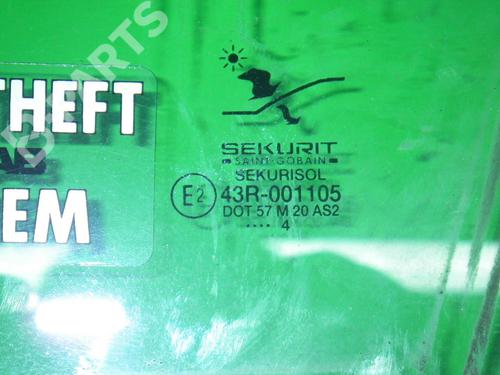 THEFT
EM
SEKURIT
SAINT-GOBAIN
SEKURISOL
E2 43R-001105
DOT 57 M 20 AS2
.... 4